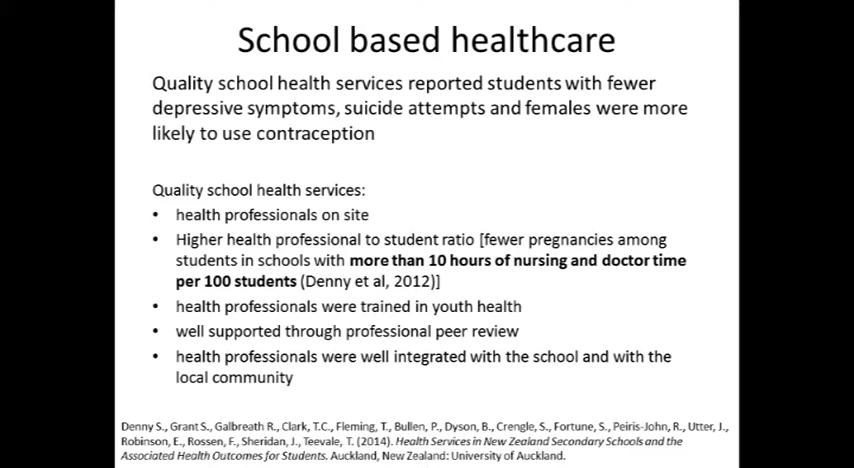 School based healthcare
Quality school health services reported students with fewer
depressive symptoms, suicide attempts and females were more
likely to use contraception
Quality school health services:
• health professionals on site
• Higher health professional to student ratio [fewer pregnancies among
students in schools with more than 10 hours of nursing and doctor time
per 100 students (Denny et al, 2012)]
• health professionals were trained in youth health
• well supported through professional peer review
• health professionals were well integrated with the school and with the
local community
Denny S., Grant S., Galbreath R., Clark, T.C., Fleming, T., Bullen, P., Dyson, B., Crengle, S., Fortune, S., Peiris-John, R., Utter, J.,
Robinson, E., Rossen, F., Sheridan, J., Teevale, T. (2014). Health Services in New Zealand Secondary Schools and the
Associated Health Outcomes for Students. Auckland, New Zealand: University of Auckland.